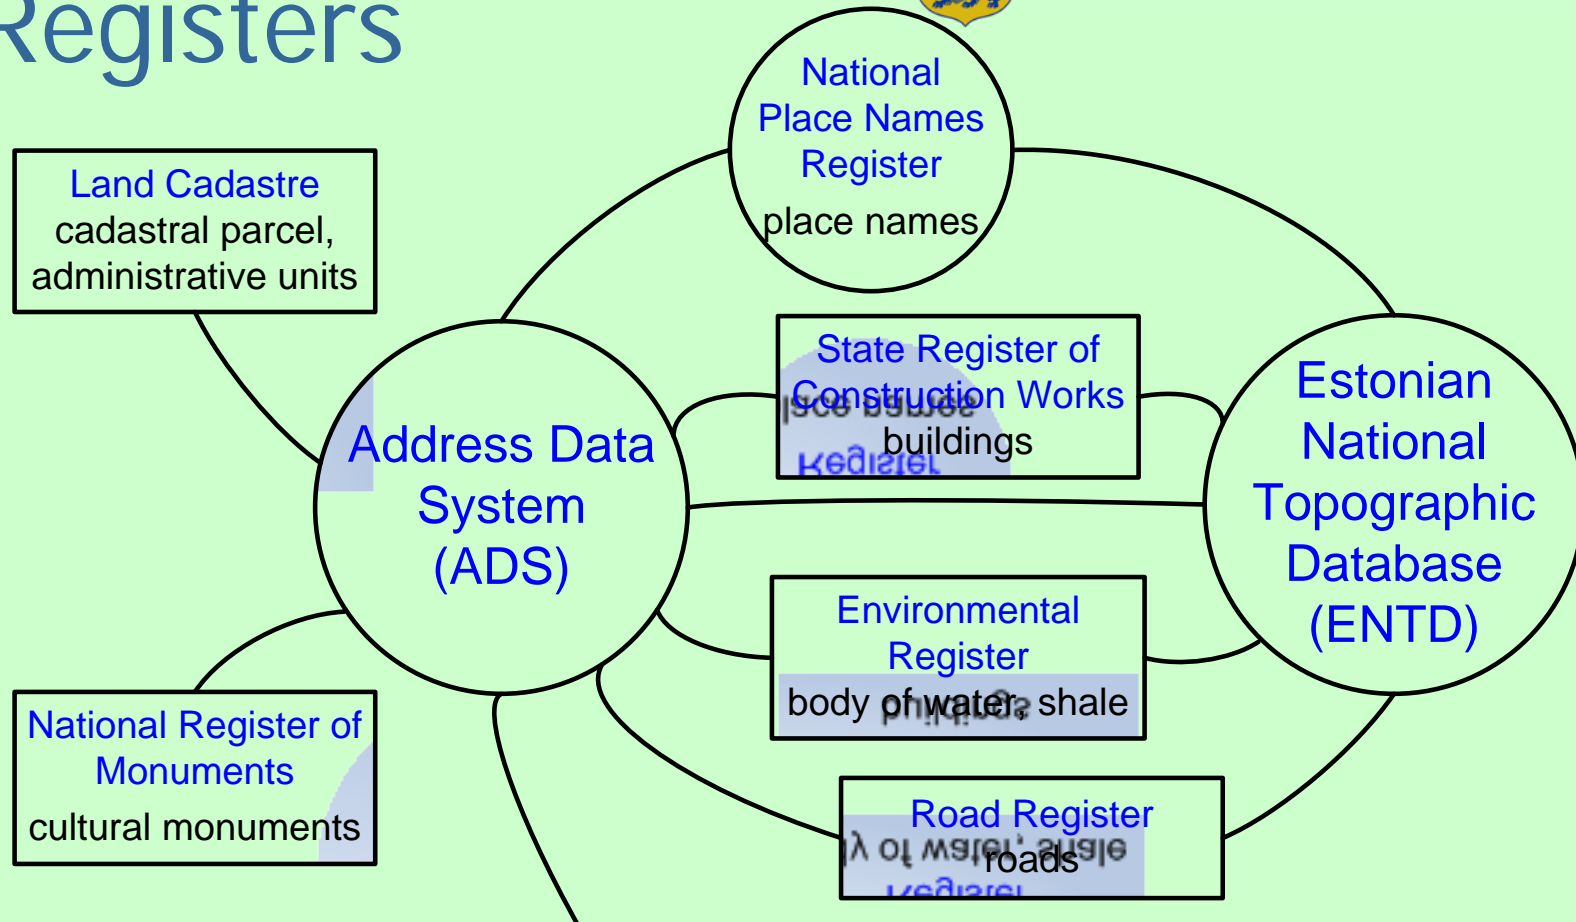 Registers
National
Place Names
Register
place names
Land Cadastre
cadastral parcel,
administrative units
State Register of
Construction Works
buildings
Address Data
System
(ADS)
Estonian
National
Topographic
Database
(ENTD)
Environmental
Register
body of water, shale
National Register of
Monuments
cultural monuments
Road Register
roads